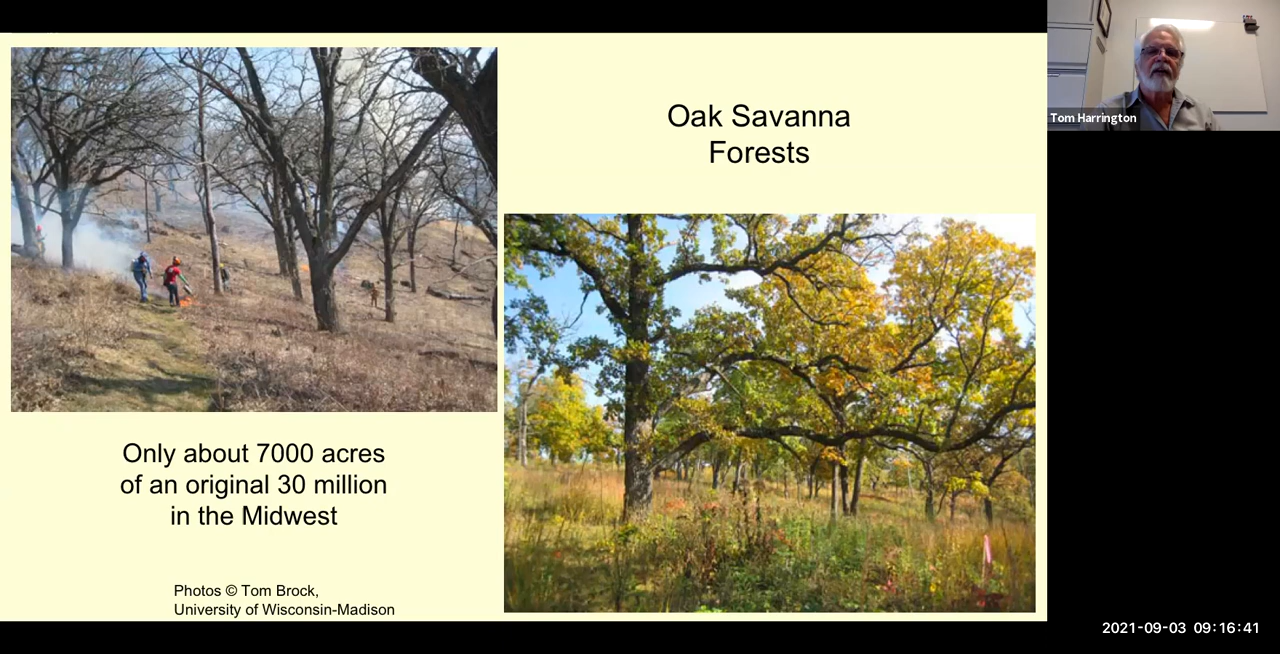 Oak Savanna
Forests
Tom Harrington
Only about 7000 acres
of an original 30 million
in the Midwest
Photos © Tom Brock,
University of Wisconsin-Madison
2021-09-03 09:16:41